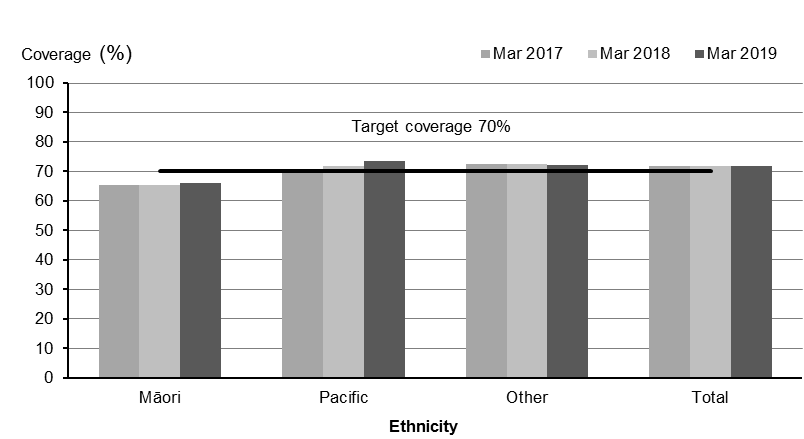 Coverage (%)
Mar 2017 Mar 2018 Mar 2019
100
90
Target coverage 70%
80
70
60
50
40
30
20
10
0
Māori Pacific Other Total
Ethnicity